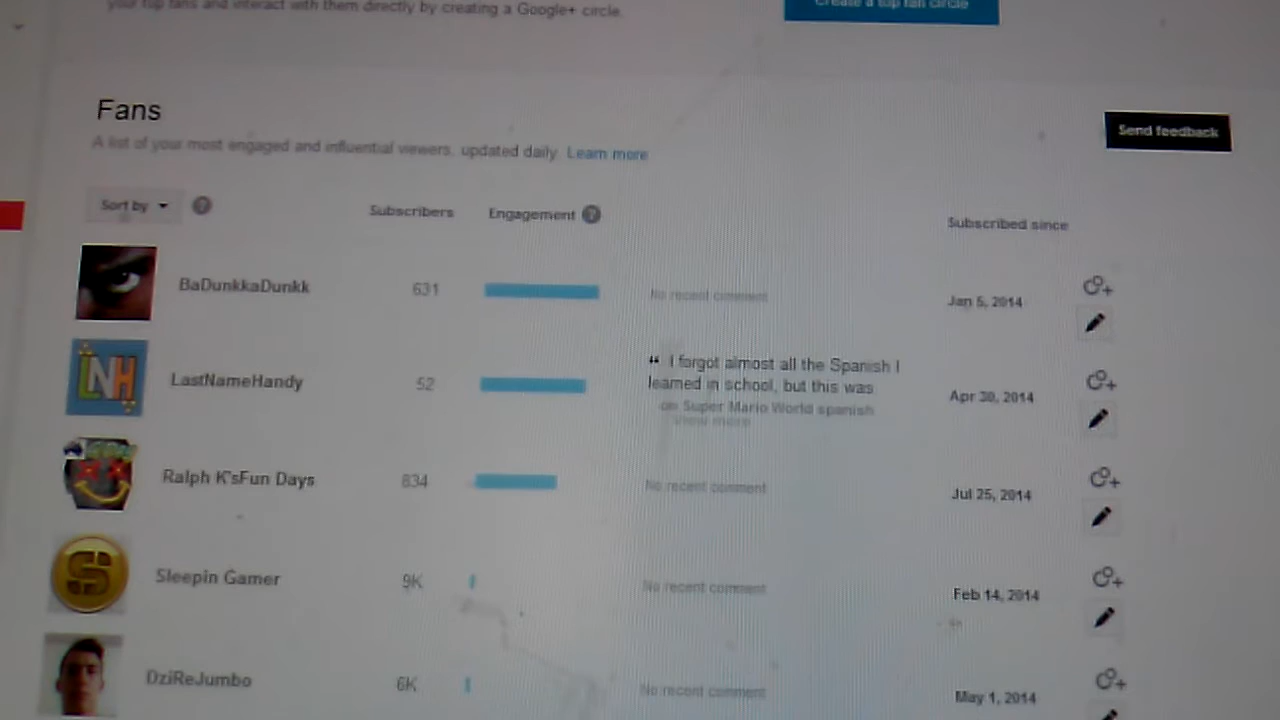 your top fans and interact with them directly by creating a Google+ circle.
Create a top fan circle
Fans
Send feedback
A list of your most engaged and influential viewers, updated daily. Learn more
Sort by
Subscribers
Engagement
Subscribed since
BaDunkkaDunkk 631 No recent comment Jan 5, 2014
LNH
LastNameHandy 52 “ I forgot almost all the Spanish I Apr 30, 2014
learned in school, but this was
on Super Mario World spanish
view more
Ralph K'sFun Days 834 No recent comment Jul 25, 2014
S
Sleepin Gamer 9K No recent comment Feb 14, 2014
DziReJumbo 6K No recent comment May 1, 2014